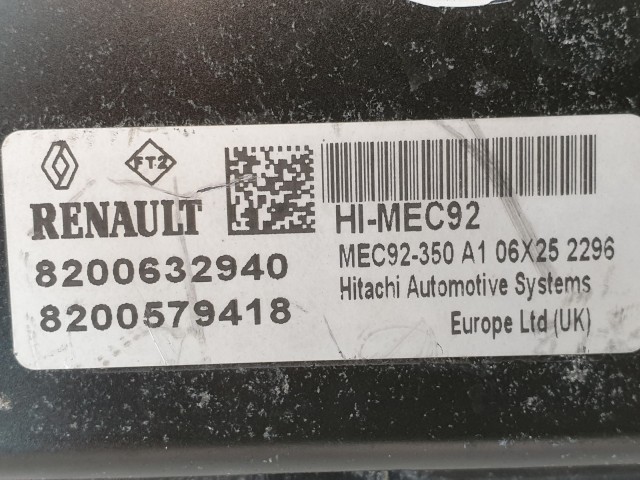 FT2
RENAULT
8200632940
8200579418
HI-MEC92
MEC92-350 A1 06X25 2296
Hitachi Automotive Systems
Europe Ltd (UK)